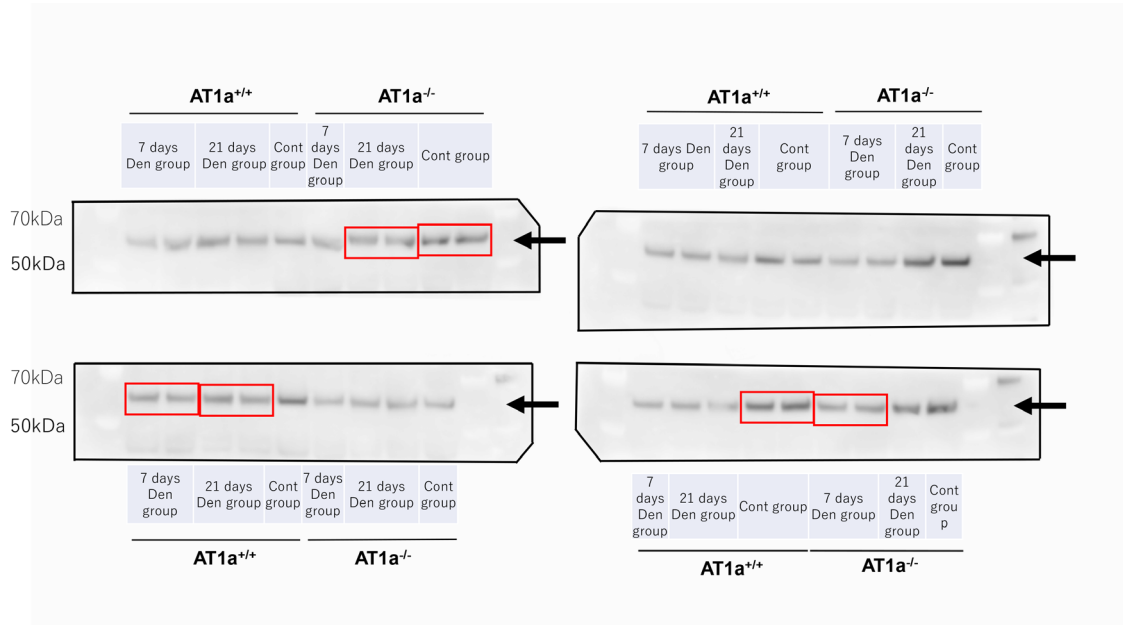 AT1a+/+
AT1a-/-
7 days
Den group
21 days
Den group
Cont
group
7
days
Den
group
21 days
Den group
Cont group
70kDa
50kDa
AT1a+/+
AT1a-/-
7 days Den
group
21
days
Den
group
Cont
group
7 days
Den
group
21
days
Den
group
Cont
group
70kDa
50kDa
7 days
Den
group
21 days
Den group
Cont
group
7 days
Den
group
21 days
Den group
Cont
group
AT1a+/+
AT1a-/-
7
days
Den
group
21 days
Den group
Cont group
7 days
Den group
21
days
Den
group
Cont
grou
p
AT1a+/+
AT1a-/-